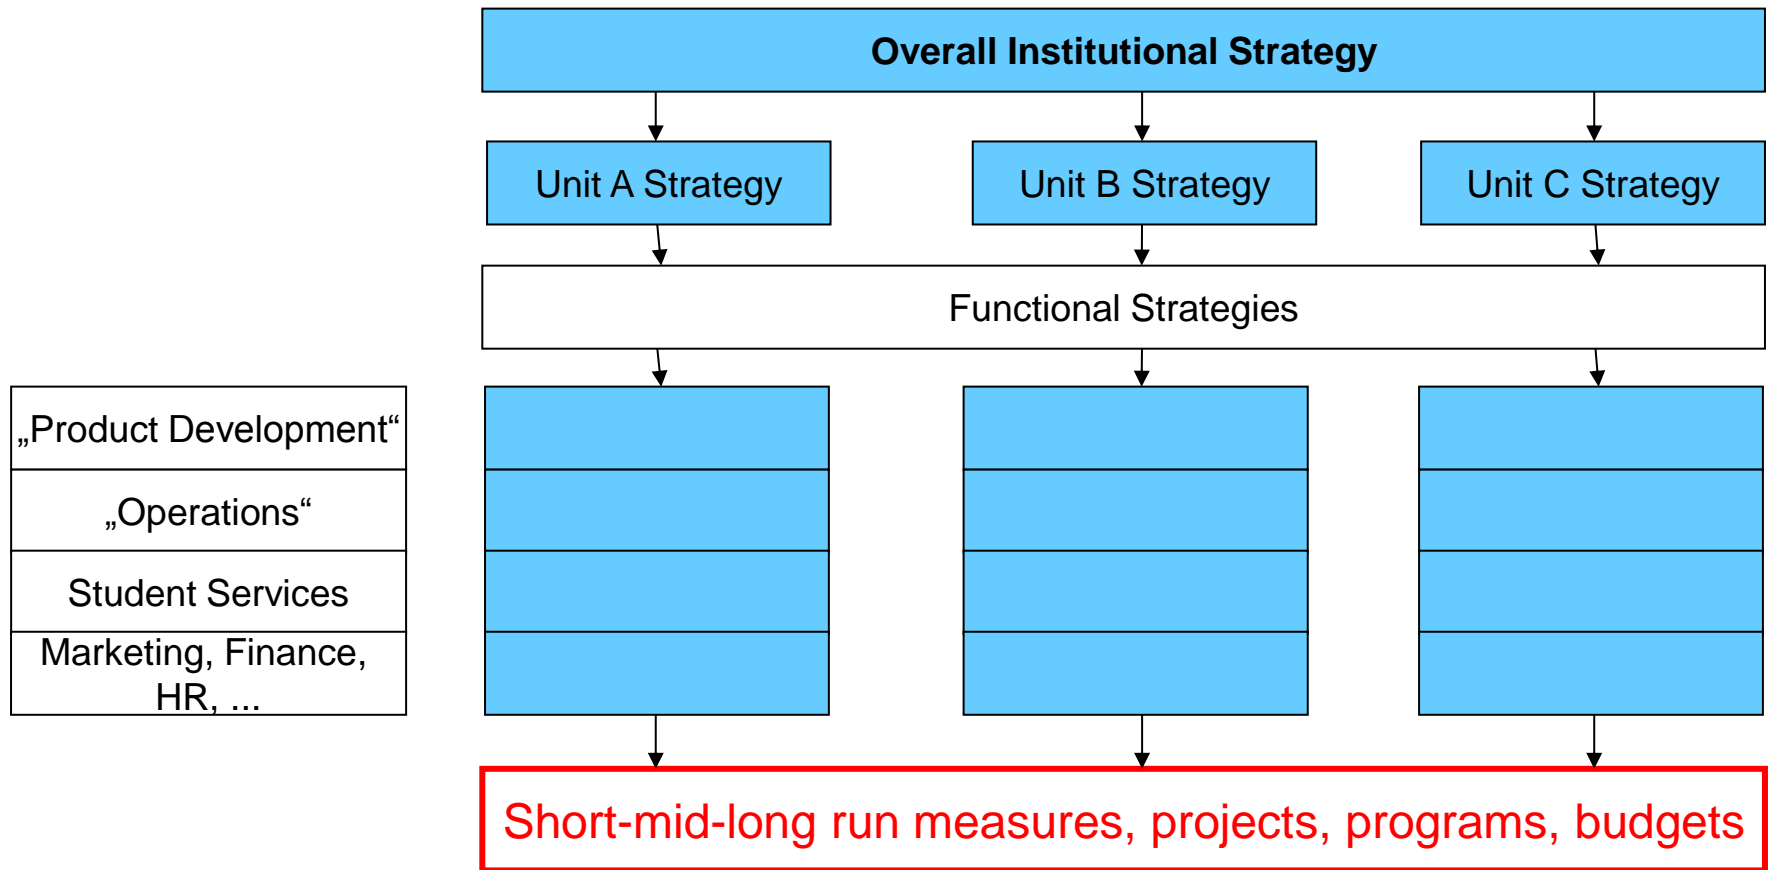 Overall Institutional Strategy
Unit A Strategy
Unit B Strategy
Unit C Strategy
Functional Strategies
„Product Development“
„Operations“
Student Services
Marketing, Finance,
HR, ...
Short-mid-long run measures, projects, programs, budgets